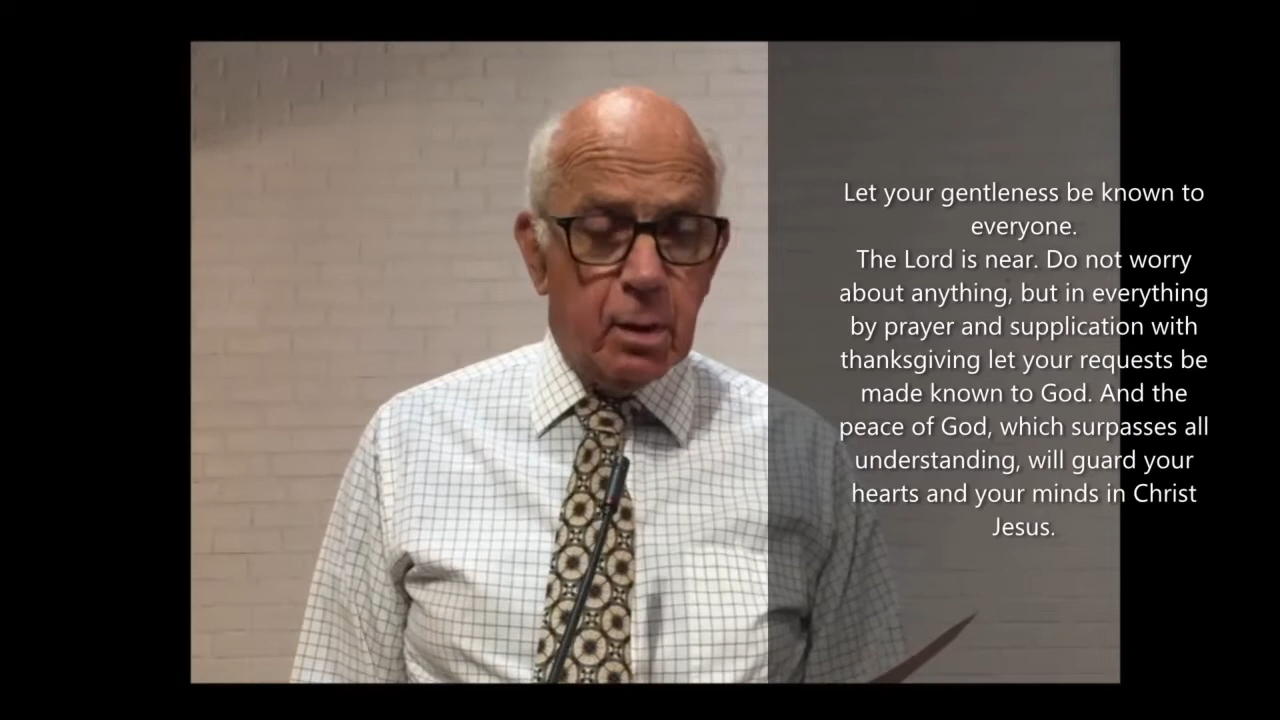 Let your gentleness be known to
everyone.
The Lord is near. Do not worry
about anything, but in everything
by prayer and supplication with
thanksgiving let your requests be
made known to God. And the
peace of God, which surpasses all
understanding, will guard your
hearts and your minds in Christ
Jesus.